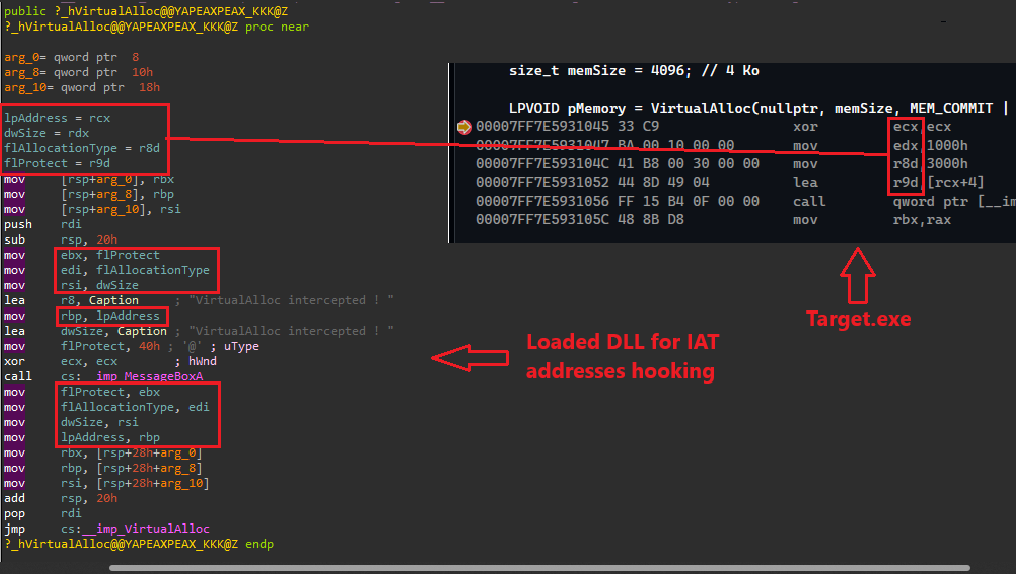 public ?_hVirtualAlloc@@YAPEAXPEAX_KKK@Z
?_hVirtualAlloc@@YAPEAXPEAX_KKK@Z proc near
arg_0= qword ptr  8
arg_8= qword ptr  10h
arg_10= qword ptr  18h
lpAddress = rcx
dwSize = rdx
flAllocationType = r8d
flProtect = r9d
mov     [rsp+arg_0], rbx
mov     [rsp+arg_8], rbp
mov     [rsp+arg_10], rsi
push    rdi
sub     rsp, 20h
mov     ebx, flProtect
mov     edi, flAllocationType
mov     rsi, dwSize
lea     r8, Caption     ; "VirtualAlloc intercepted ! "
mov     rbp, lpAddress
lea     dwSize, Caption ; "VirtualAlloc intercepted ! "
mov     flProtect, 40h ; '@' ; uType
xor     ecx, ecx        ; hWnd
call    cs:__imp_MessageBoxA
mov     flProtect, ebx
mov     flAllocationType, edi
mov     dwSize, rsi
mov     lpAddress, rbp
mov     rbx, [rsp+28h+arg_0]
mov     rbp, [rsp+28h+arg_8]
mov     rsi, [rsp+28h+arg_10]
add     rsp, 20h
pop     rdi
jmp     cs:__imp_VirtualAlloc
?_hVirtualAlloc@@YAPEAXPEAX_KKK@Z endp
size_t memSize = 4096; // 4 Ko
LPVOID pMemory = VirtualAlloc(nullptr, memSize, MEM_COMMIT |
00007FF7E5931045 33 C9 xor ecx,ecx
00007FF7E5931047 BA 00 10 00 00 mov edx,1000h
00007FF7E593104C 41 B8 00 30 00 00 mov r8d,3000h
00007FF7E5931052 44 8D 49 04 lea r9d,[rcx+4]
00007FF7E5931056 FF 15 B4 0F 00 00 call qword ptr [__im
00007FF7E593105C 48 8B D8 mov rbx,rax
Target.exe
Loaded DLL for IAT
addresses hooking